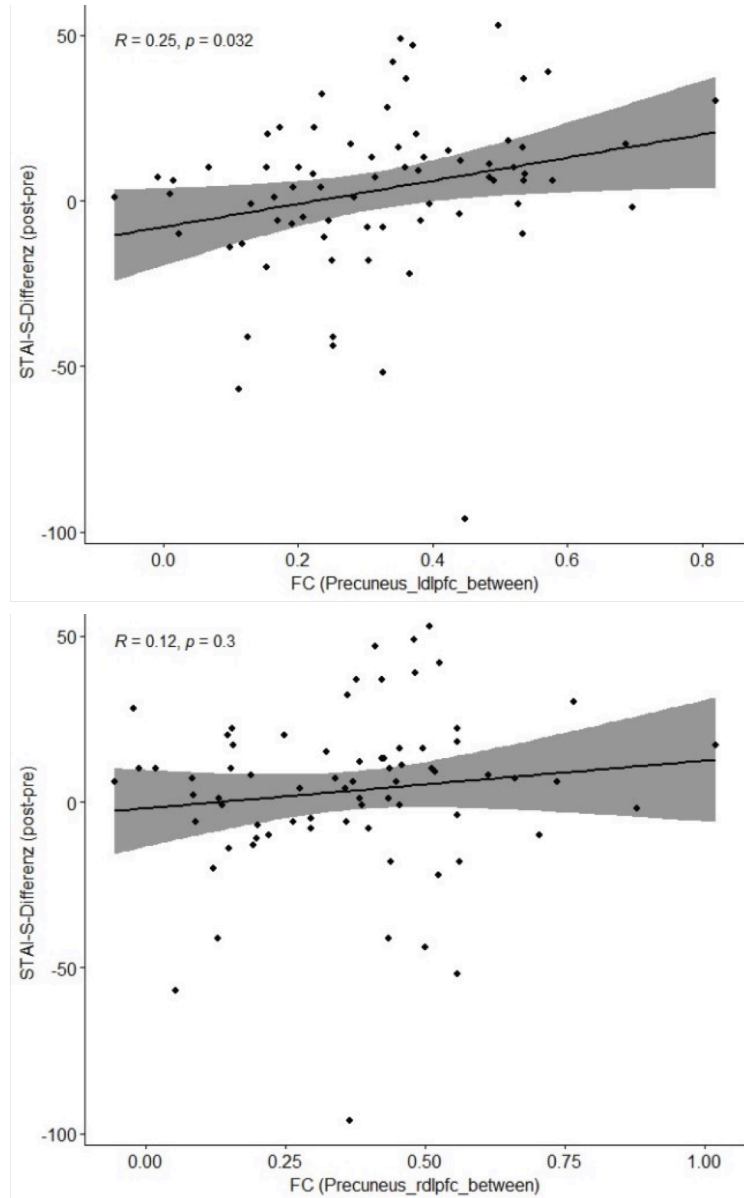 R = 0.25, p = 0.032
50
0
-50
-100
STAI-S-Differenz (post-pre)
0.0 0.2 0.4 0.6 0.8
FC (Precuneus_ldlpfc_between)
R = 0.12, p = 0.3
50
0
-50
-100
STAI-S-Differenz (post-pre)
0.00 0.25 0.50 0.75 1.00
FC (Precuneus_rdlpfc_between)